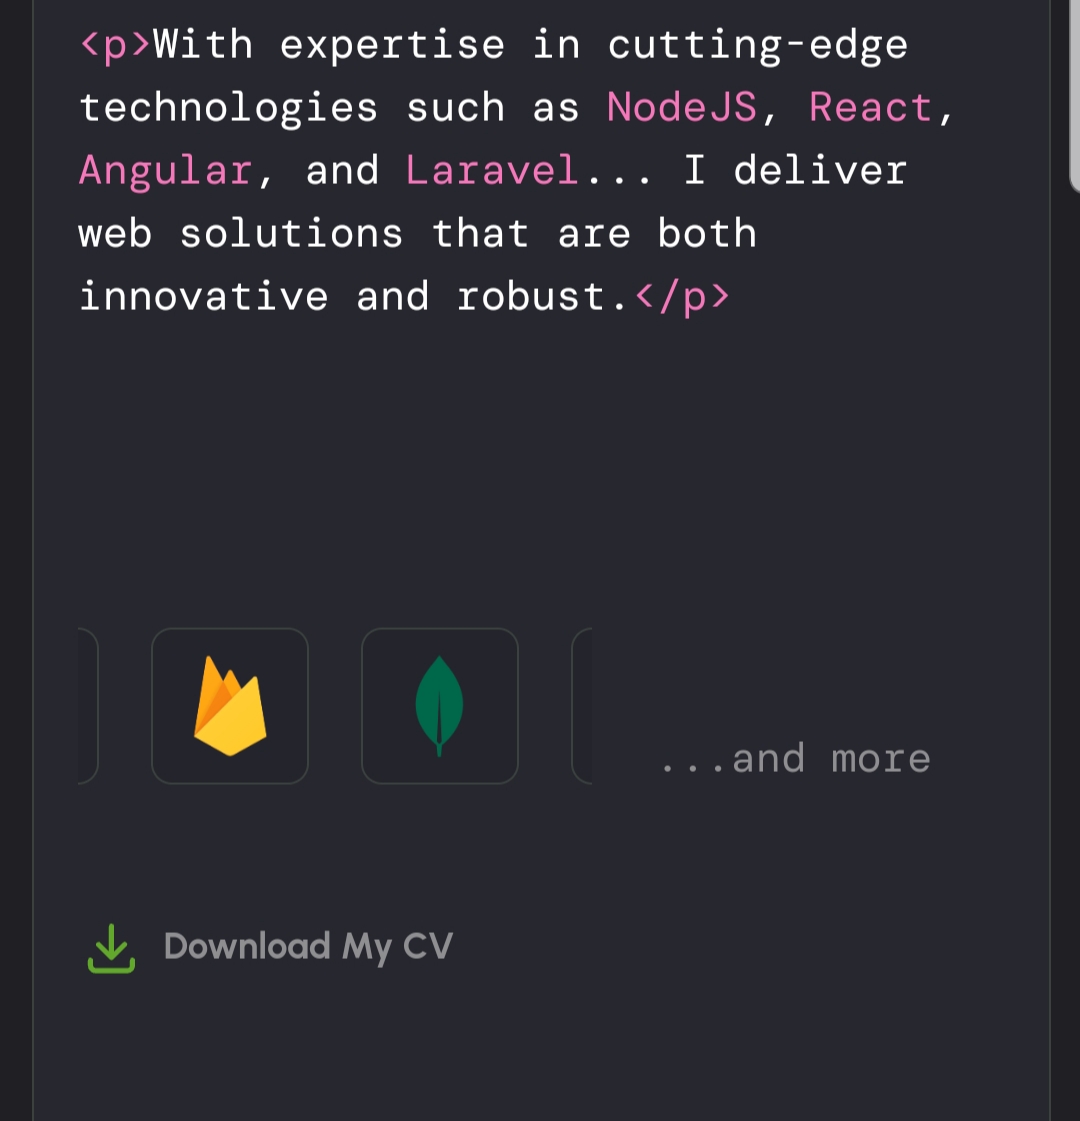 <p>With expertise in cutting-edge
technologies such as NodeJS, React,
Angular, and Laravel... I deliver
web solutions that are both
innovative and robust.</p>
...and more
Download My CV